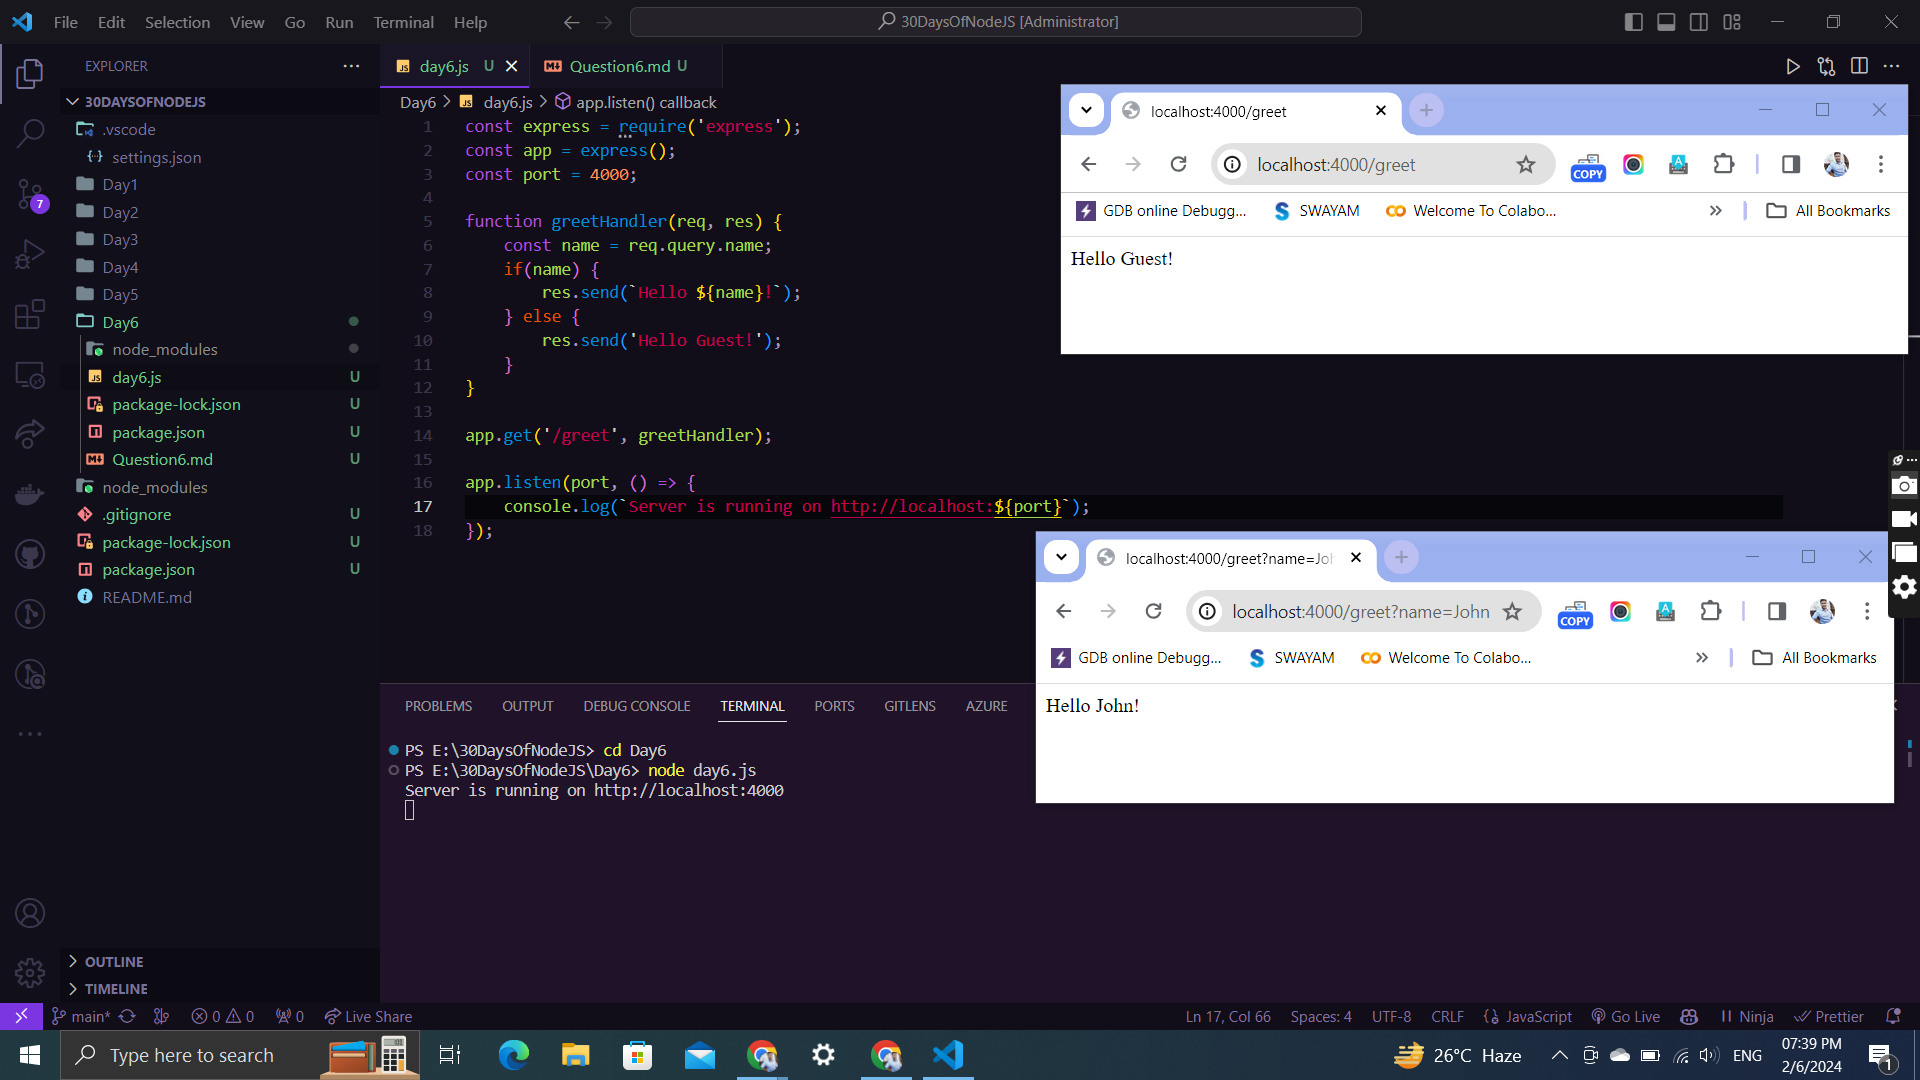 File Edit Selection View Go Run Terminal Help
30DaysOfNodeJS [Administrator]
EXPLORER
30DAYSOFNODEJS
.vscode
settings.json
Day1
Day2
Day3
Day4
Day5
Day6
node_modules
day6.js U
package-lock.json U
package.json U
Question6.md U
node_modules
.gitignore U
package-lock.json U
package.json U
README.md
OUTLINE
TIMELINE
7
day6.js U Question6.md U
Day6 > day6.js > app.listen() callback
1 const express = require('express');
2 const app = express();
3 const port = 4000;
4
5 function greetHandler(req, res) {
6 const name = req.query.name;
7 if(name) {
8 res.send(`Hello ${name}!`);
9 } else {
10 res.send('Hello Guest!');
11 }
12 }
13
14 app.get('/greet', greetHandler);
15
16 app.listen(port, () => {
17 console.log(`Server is running on http://localhost:${port}`);
18 });
localhost:4000/greet
localhost:4000/greet
COPY
GDB online Debugg... SWAYAM Welcome To Colabo... All Bookmarks
Hello Guest!
localhost:4000/greet?name=Joh
localhost:4000/greet?name=John
COPY
GDB online Debugg... SWAYAM Welcome To Colabo... All Bookmarks
Hello John!
PROBLEMS OUTPUT DEBUG CONSOLE TERMINAL PORTS GITLENS AZURE
PS E:\30DaysOfNodeJS> cd Day6
PS E:\30DaysOfNodeJS\Day6> node day6.js
Server is running on http://localhost:4000
main* 0 0 0 Live Share
Ln 17, Col 66 Spaces: 4 UTF-8 CRLF JavaScript Go Live Ninja Prettier
Type here to search
26°C Haze
ENG
07:39 PM
2/6/2024
1